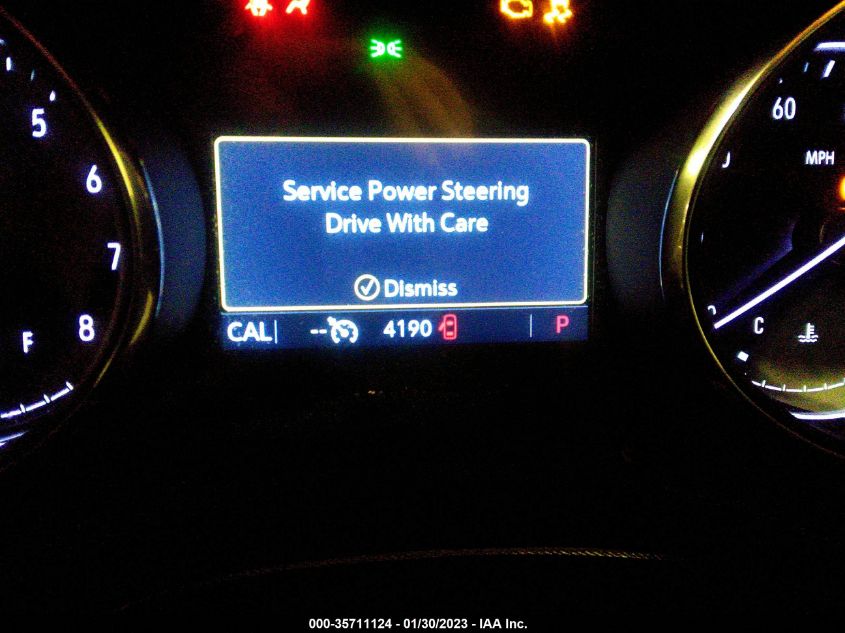 5
6
7
8
F
60
MPH
Service Power Steering
Drive With Care
Dismiss
CAL -- 4190 P
C
000-35711124 - 01/30/2023 - IAA Inc.